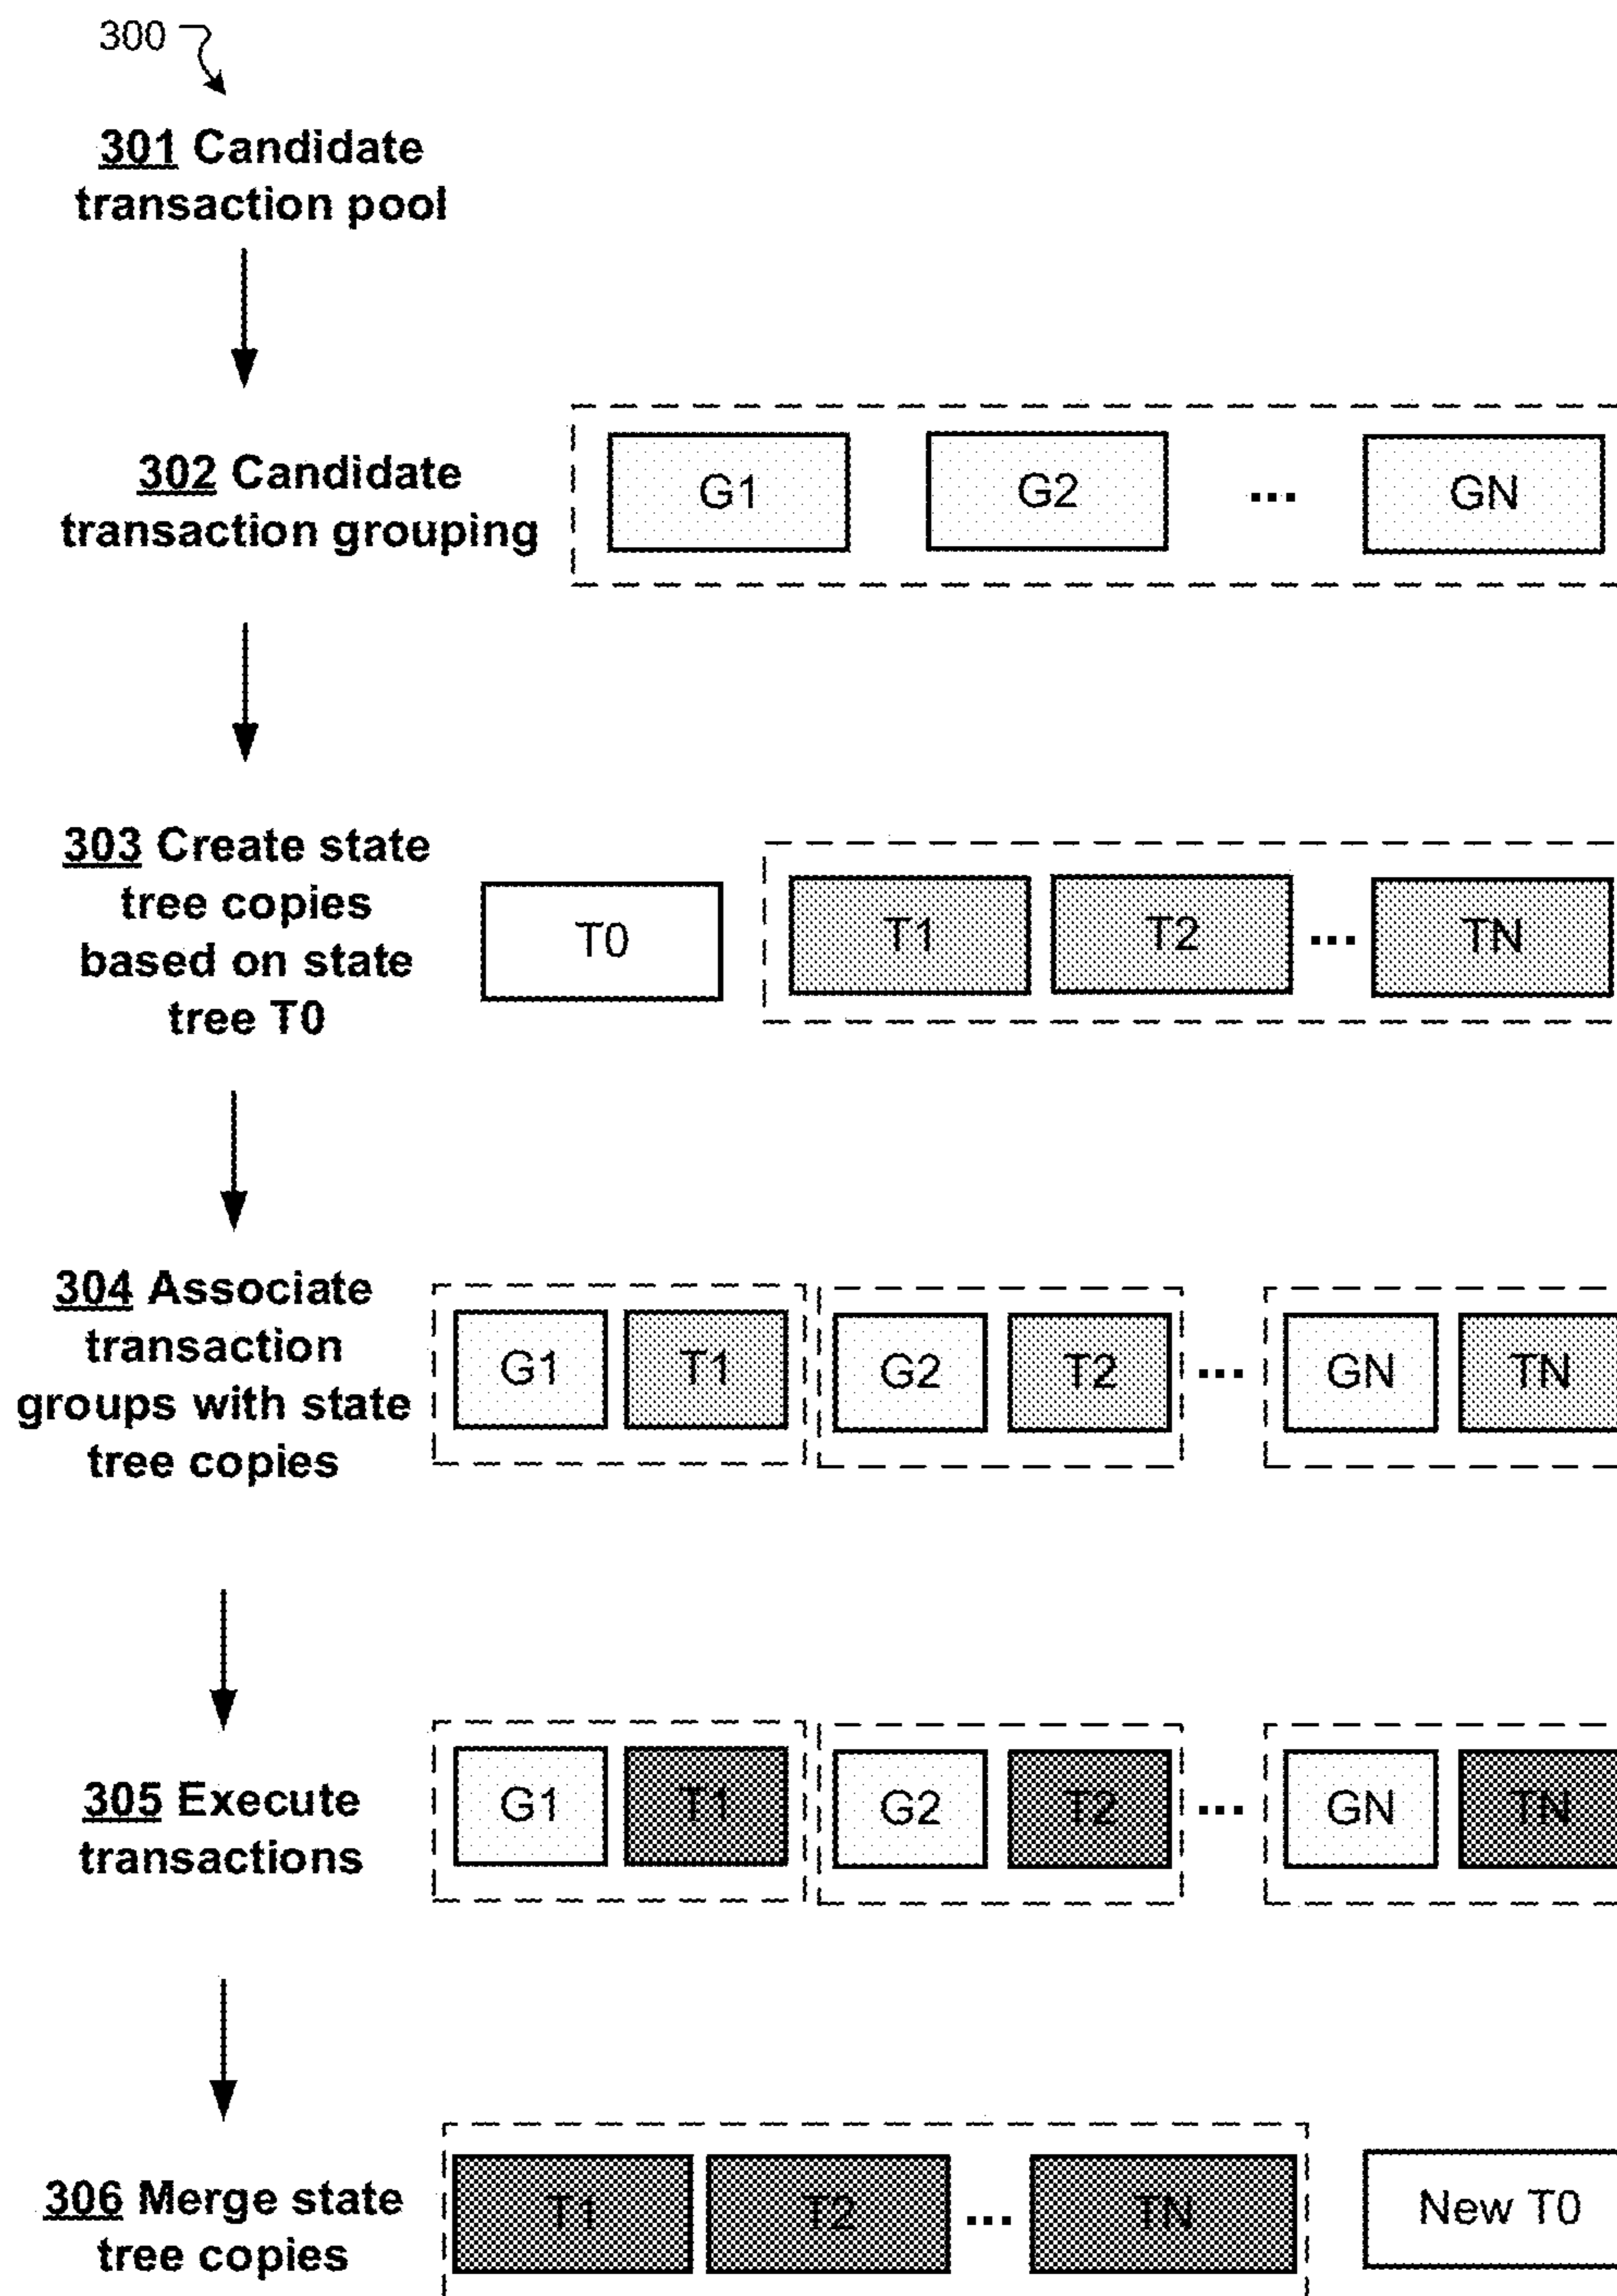 300
301 Candidate
transaction pool
302 Candidate
transaction grouping
G1 G2 ... GN
303 Create state
tree copies
based on state
tree T0
T0 T1 T2 ... TN
304 Associate
transaction
groups with state
tree copies
G1 T1 G2 T2 ... GN TN
305 Execute
transactions
G1 T1 G2 T2 ... GN TN
306 Merge state
tree copies
T1 T2 ... TN New T0